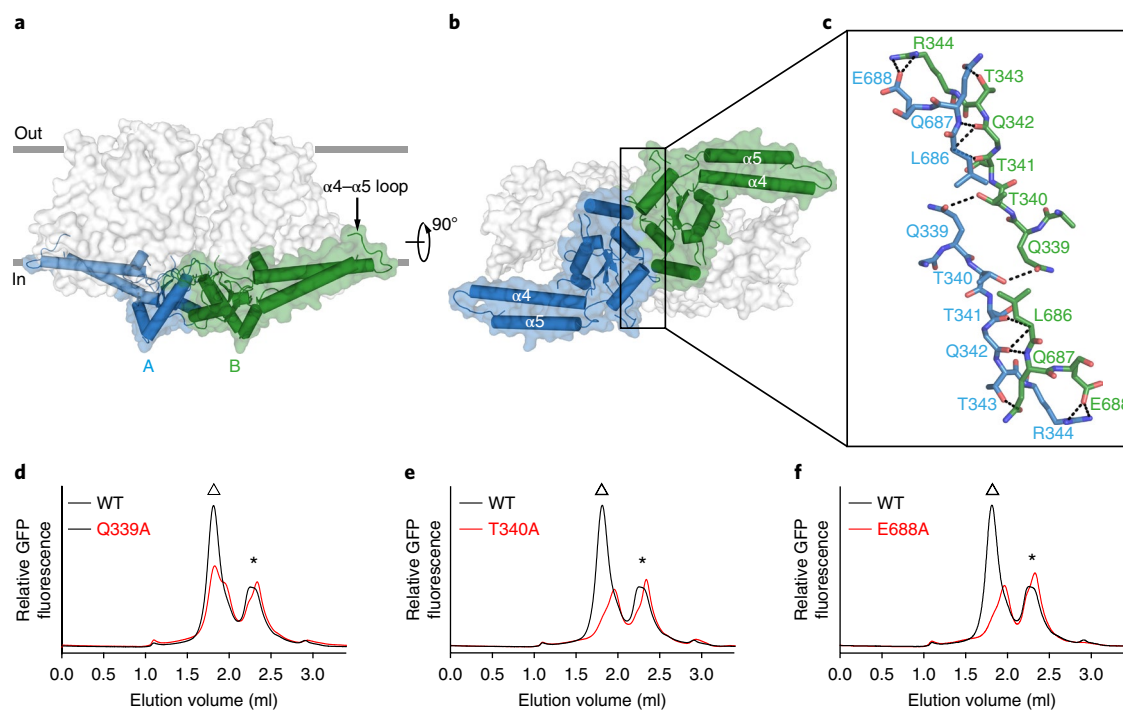 a
Out
In
α4–α5 loop
90°
A
B
b
α5
α4
α4
α5
c
R344
E688
T343
Q687
Q342
L686
T341
T340
Q339
Q339
T340
T341
L686
Q342
Q687
T343
E688
R344
d
Relative GFP
fluorescence
WT
Q339A
△
*
0.0 0.5 1.0 1.5 2.0 2.5 3.0
Elution volume (ml)
e
Relative GFP
fluorescence
WT
T340A
△
*
0.0 0.5 1.0 1.5 2.0 2.5 3.0
Elution volume (ml)
f
Relative GFP
fluorescence
WT
E688A
△
*
0.0 0.5 1.0 1.5 2.0 2.5 3.0
Elution volume (ml)